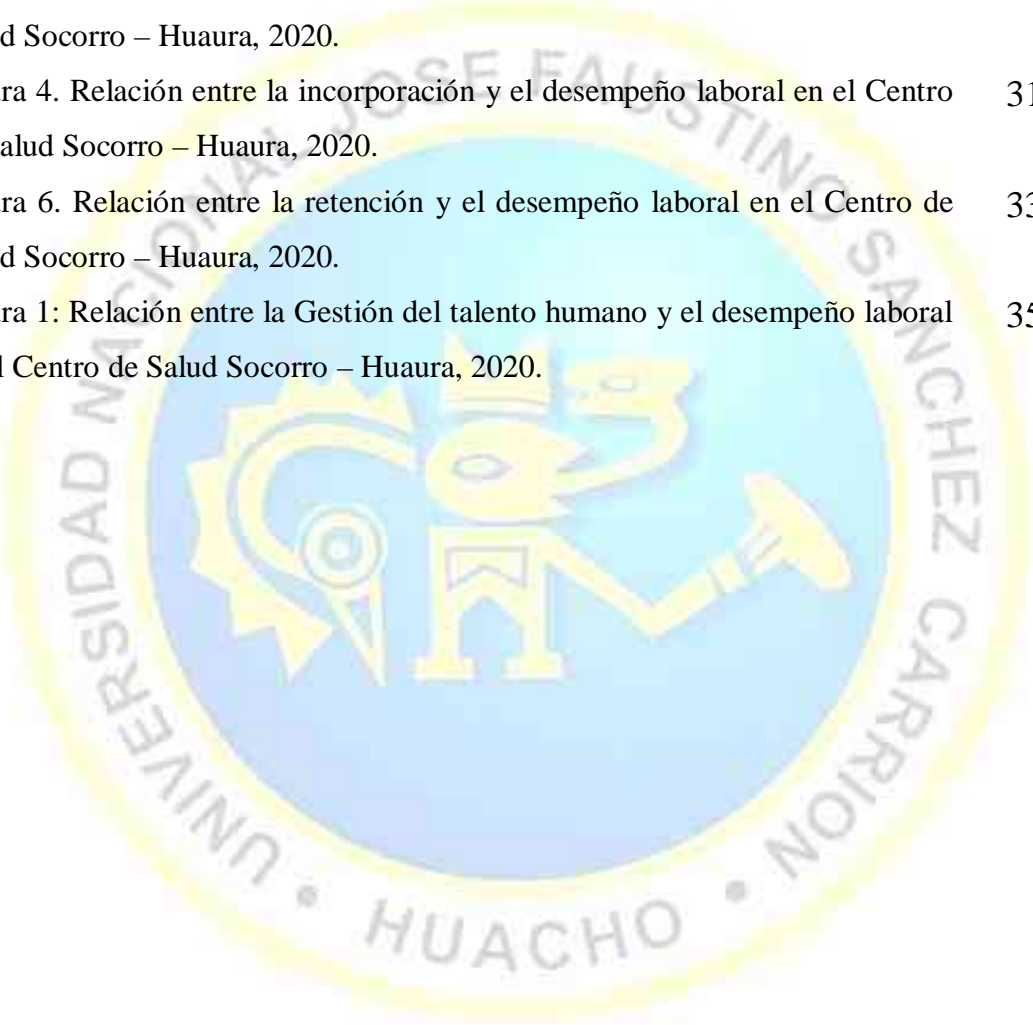 d Socorro – Huaura, 2020.
ra 4. Relación entre la incorporación y el desempeño laboral en el Centro 31
alud Socorro – Huaura, 2020.
ra 6. Relación entre la retención y el desempeño laboral en el Centro de 33
d Socorro – Huaura, 2020.
ra 1: Relación entre la Gestión del talento humano y el desempeño laboral 35
l Centro de Salud Socorro – Huaura, 2020.
UNIVERSIDAD NACIONAL JOSE FAUSTINO SANCHEZ CARRION
• HUACHO •